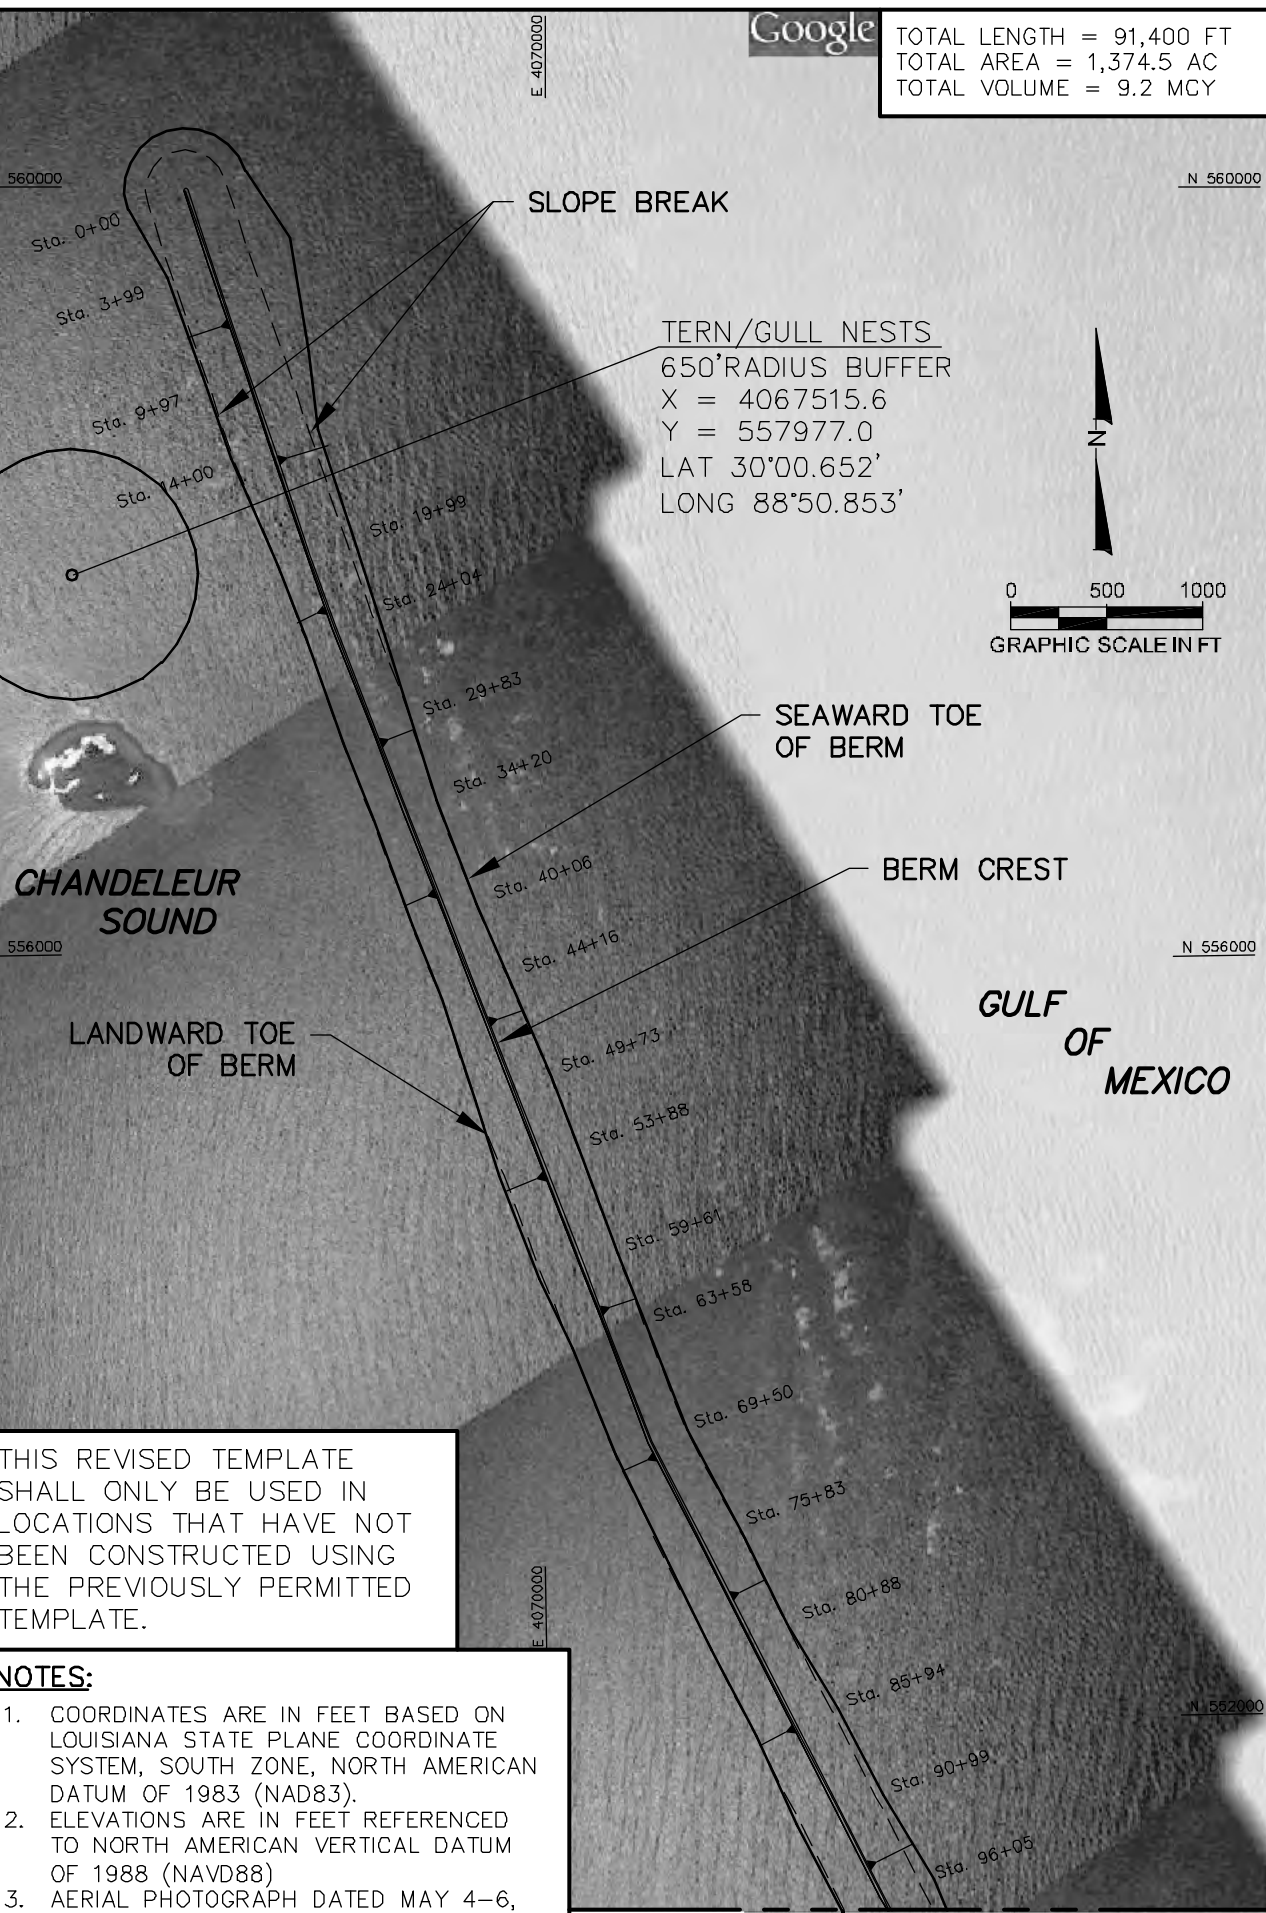 Google
TOTAL LENGTH = 91,400 FT
TOTAL AREA = 1,374.5 AC
TOTAL VOLUME = 9.2 MCY
E 4070000
560000
N 560000
SLOPE BREAK
Sta. 0+00
Sta. 3+99
TERN/GULL NESTS
650'RADIUS BUFFER
X = 4067515.6
Y = 557977.0
LAT 30°00.652'
LONG 88°50.853'
N
Sta. 9+97
Sta. 14+00
Sta. 19+99
Sta. 24+04
0 500 1000
GRAPHIC SCALE IN FT
Sta. 29+83
SEAWARD TOE
OF BERM
Sta. 34+20
Sta. 40+06
BERM CREST
CHANDELEUR
SOUND
Sta. 44+16
556000
N 556000
GULF
OF
MEXICO
LANDWARD TOE
OF BERM
Sta. 49+73
Sta. 53+88
Sta. 59+61
Sta. 63+58
Sta. 69+50
Sta. 75+83
THIS REVISED TEMPLATE
SHALL ONLY BE USED IN
LOCATIONS THAT HAVE NOT
BEEN CONSTRUCTED USING
THE PREVIOUSLY PERMITTED
TEMPLATE.
E 4070000
Sta. 80+88
Sta. 85+94
N 552000
Sta. 90+99
Sta. 96+05
NOTES:
1. COORDINATES ARE IN FEET BASED ON
LOUISIANA STATE PLANE COORDINATE
SYSTEM, SOUTH ZONE, NORTH AMERICAN
DATUM OF 1983 (NAD83).
2. ELEVATIONS ARE IN FEET REFERENCED
TO NORTH AMERICAN VERTICAL DATUM
OF 1988 (NAVD88)
3. AERIAL PHOTOGRAPH DATED MAY 4-6,